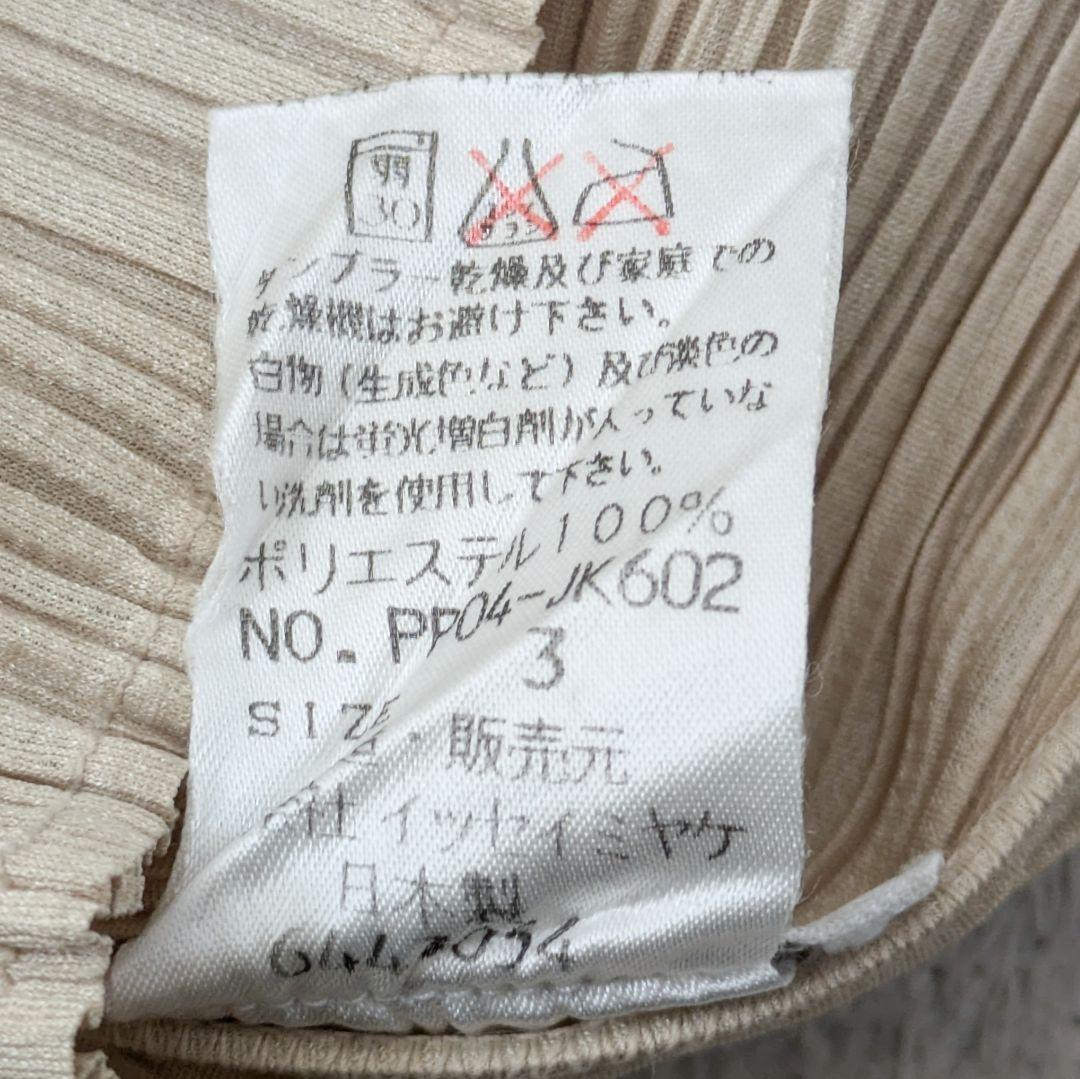 弱
30
タンブラー乾燥及び家庭での
乾燥機はお避け下さい。
白物（生成色など）及び淡色の
場合は蛍光増白剤が入っていな
い洗剤を使用して下さい。
ポリエステル100%
NO. PP04-JK602
SIZE 3
販売元
イッセイミヤケ
日本製